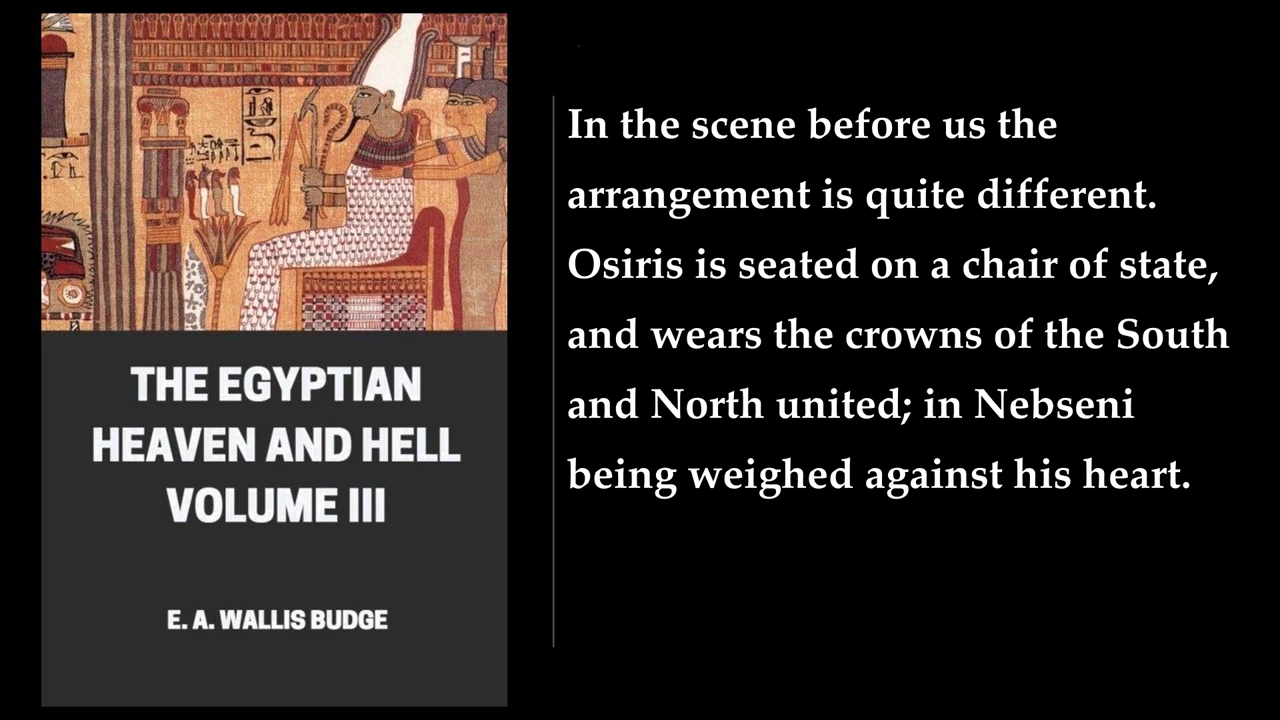 THE EGYPTIAN
HEAVEN AND HELL
VOLUME III
E. A. WALLIS BUDGE
In the scene before us the
arrangement is quite different.
Osiris is seated on a chair of state,
and wears the crowns of the South
and North united; in Nebseni
being weighed against his heart.